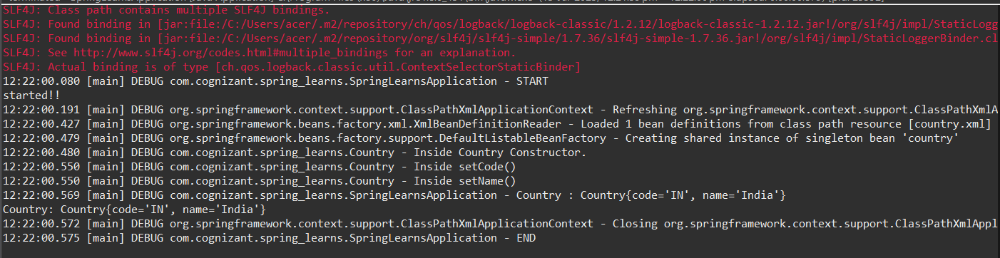 SLF4J: Class path contains multiple SLF4J bindings.
SLF4J: Found binding in [jar:file:/C:/Users/acer/.m2/repository/ch/qos/logback/logback-classic/1.2.12/logback-classic-1.2.12.jar!/org/slf4j/impl/StaticLogg
SLF4J: Found binding in [jar:file:/C:/Users/acer/.m2/repository/org/slf4j/slf4j-simple/1.7.36/slf4j-simple-1.7.36.jar!/org/slf4j/impl/StaticLoggerBinder.cl
SLF4J: See http://www.slf4j.org/codes.html#multiple_bindings for an explanation.
SLF4J: Actual binding is of type [ch.qos.logback.classic.util.ContextSelectorStaticBinder]
12:22:00.080 [main] DEBUG com.cognizant.spring_learns.SpringLearnsApplication - START
started!!
12:22:00.191 [main] DEBUG org.springframework.context.support.ClassPathXmlApplicationContext - Refreshing org.springframework.context.support.ClassPathXmlA
12:22:00.427 [main] DEBUG org.springframework.beans.factory.xml.XmlBeanDefinitionReader - Loaded 1 bean definitions from class path resource [country.xml]
12:22:00.479 [main] DEBUG org.springframework.beans.factory.support.DefaultListableBeanFactory - Creating shared instance of singleton bean 'country'
12:22:00.480 [main] DEBUG com.cognizant.spring_learns.Country - Inside Country Constructor.
12:22:00.550 [main] DEBUG com.cognizant.spring_learns.Country - Inside setCode()
12:22:00.550 [main] DEBUG com.cognizant.spring_learns.Country - Inside setName()
12:22:00.569 [main] DEBUG com.cognizant.spring_learns.SpringLearnsApplication - Country : Country{code='IN', name='India'}
Country: Country{code='IN', name='India'}
12:22:00.572 [main] DEBUG org.springframework.context.support.ClassPathXmlApplicationContext - Closing org.springframework.context.support.ClassPathXmlAppl
12:22:00.575 [main] DEBUG com.cognizant.spring_learns.SpringLearnsApplication - END